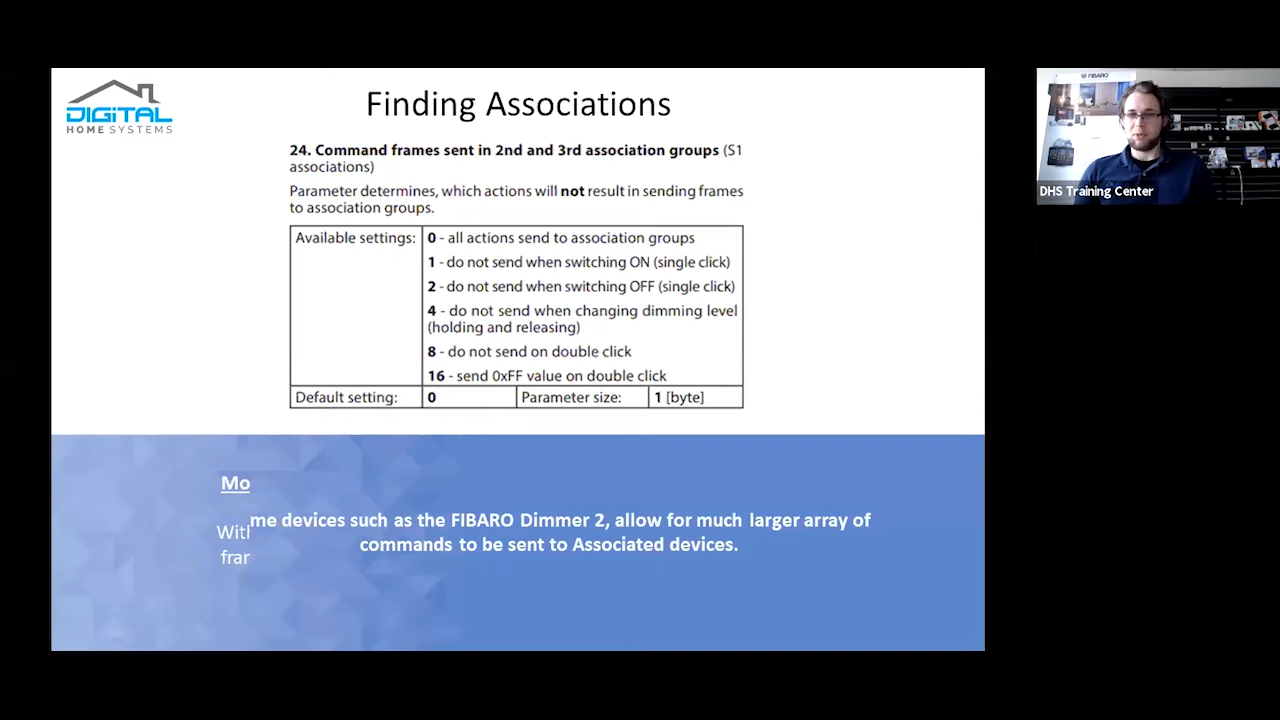 DIGITAL
HOME SYSTEMS
Finding Associations
24. Command frames sent in 2nd and 3rd association groups (S1
associations)
Parameter determines, which actions will not result in sending frames
to association groups.
Available settings:
0 - all actions send to association groups
1 - do not send when switching ON (single click)
2 - do not send when switching OFF (single click)
4 - do not send when changing dimming level
(holding and releasing)
8 - do not send on double click
16 - send 0xFF value on double click
Default setting: 0 Parameter size: 1 [byte]
Mo
me devices such as the FIBARO Dimmer 2, allow for much larger array of
With
commands to be sent to Associated devices.
fran
FIBARO
DHS Training Center